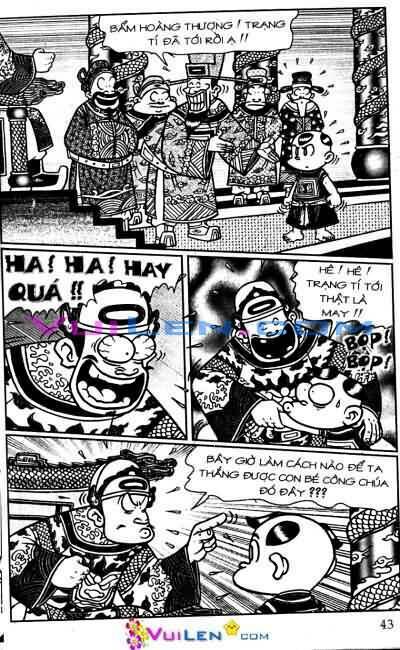 BẨM HOÀNG THƯỢNG! TRẠNG
TÍ ĐÃ TỚI RỒI Ạ!!
HA! HA! HAY
QUÁ!!
HÊ! HÊ!
TRẠNG TÍ TỚI
THẬT LÀ
MAY!!
BỘP!
BỘP!
VUILEN.COM
BÂY GIỜ LÀM CÁCH NÀO ĐỂ TA
THẮNG ĐƯỢC CON BÉ CÔNG CHÚA
ĐÓ ĐÂY???
43
VUILEN.COM